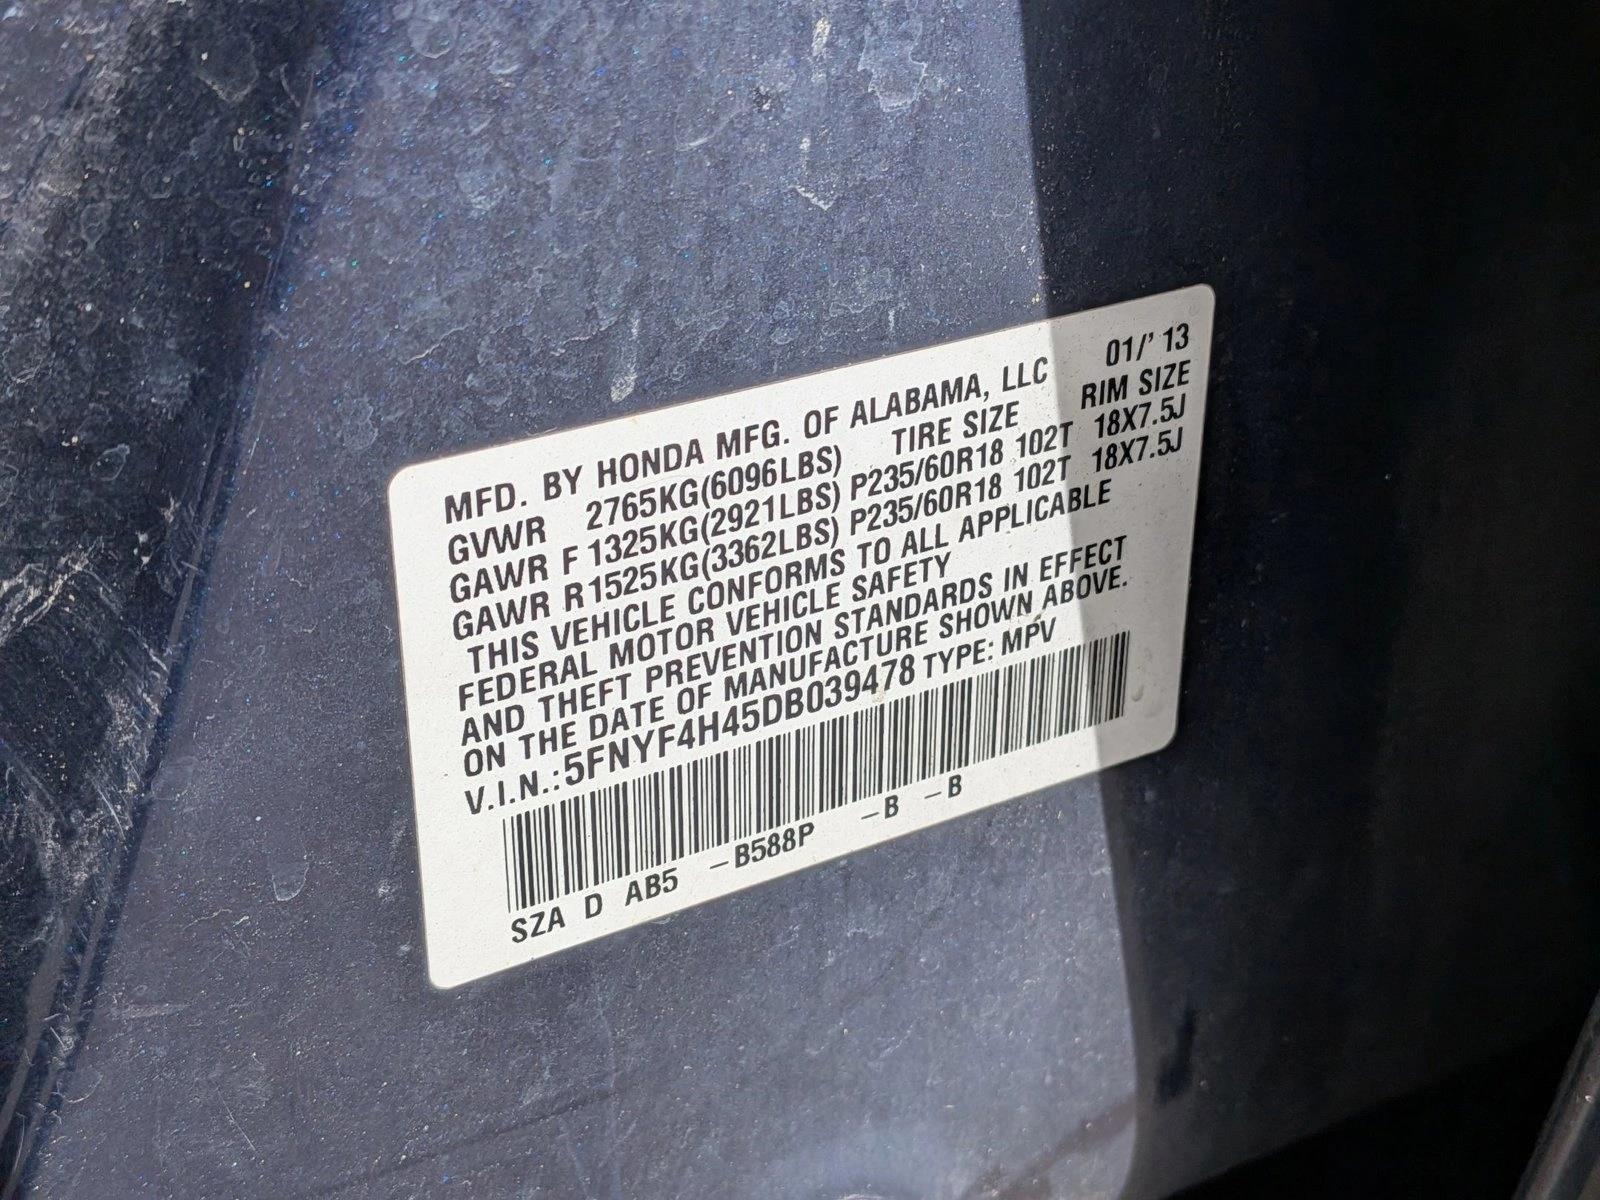 MFD. BY HONDA MFG. OF ALABAMA, LLC 01/'13
GVWR 2765KG(6096LBS) TIRE SIZE RIM SIZE
GAWR F 1325KG(2921LBS) P235/60R18 102T 18X7.5J
GAWR R 1525KG(3362LBS) P235/60R18 102T 18X7.5J
THIS VEHICLE CONFORMS TO ALL APPLICABLE
FEDERAL MOTOR VEHICLE SAFETY
AND THEFT PREVENTION STANDARDS IN EFFECT
ON THE DATE OF MANUFACTURE SHOWN ABOVE.
V.I.N.:5FNYF4H45DB039478 TYPE: MPV
SZA D AB5 -B588P -B -B